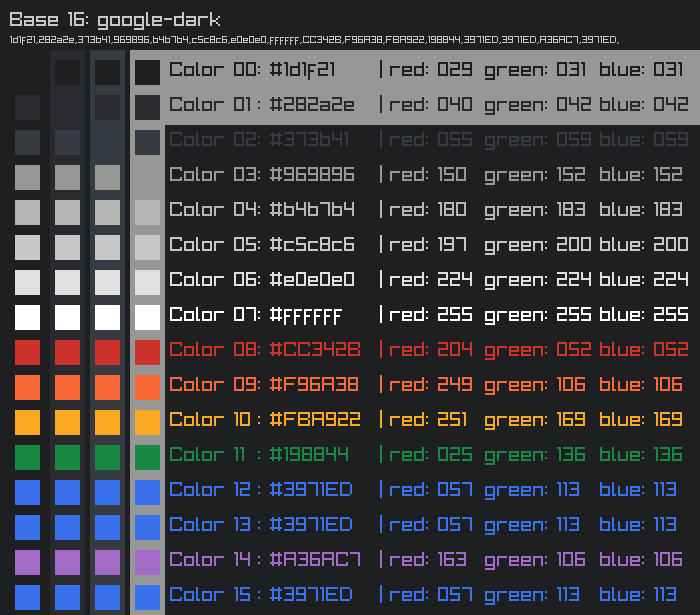 Base 16: google-dark
1d1f21,282a2e,373b41,969896,b4b7b4,c5c8c6,e0e0e0,FFFFFF,CC342B,F96A38,FBA922,198844,3971ED,3971ED,A36AC7,3971ED,
Color 00: #1d1f21 | red: 029 green: 031 blue: 031
Color 01 : #282a2e | red: 040 green: 042 blue: 042
Color 02: #373b41 | red: 055 green: 059 blue: 059
Color 03: #969896 | red: 150 green: 152 blue: 152
Color 04: #b4b7b4 | red: 180 green: 183 blue: 183
Color 05: #c5c8c6 | red: 197 green: 200 blue: 200
Color 06: #e0e0e0 | red: 224 green: 224 blue: 224
Color 07: #FFFFFF | red: 255 green: 255 blue: 255
Color 08: #CC342B | red: 204 green: 052 blue: 052
Color 09: #F96A38 | red: 249 green: 106 blue: 106
Color 10 : #FBA922 | red: 251 green: 169 blue: 169
Color 11 : #198844 | red: 025 green: 136 blue: 136
Color 12 : #3971ED | red: 057 green: 113 blue: 113
Color 13 : #3971ED | red: 057 green: 113 blue: 113
Color 14 : #A36AC7 | red: 163 green: 106 blue: 106
Color 15 : #3971ED | red: 057 green: 113 blue: 113